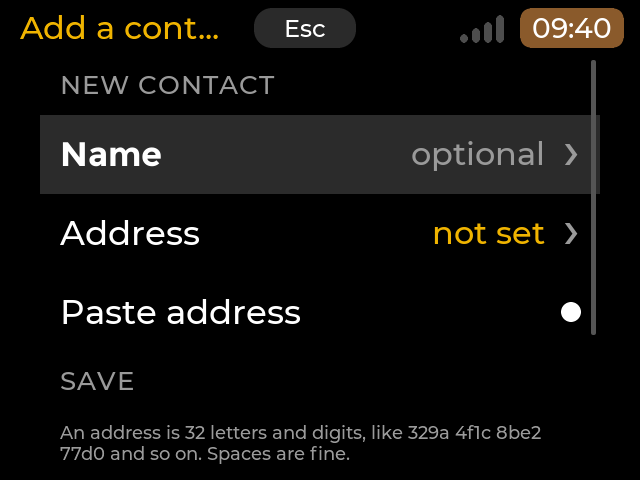 Add a cont...
Esc
09:40
NEW CONTACT
Name optional
Address not set
Paste address
SAVE
An address is 32 letters and digits, like 329a 4f1c 8be2
77d0 and so on. Spaces are fine.